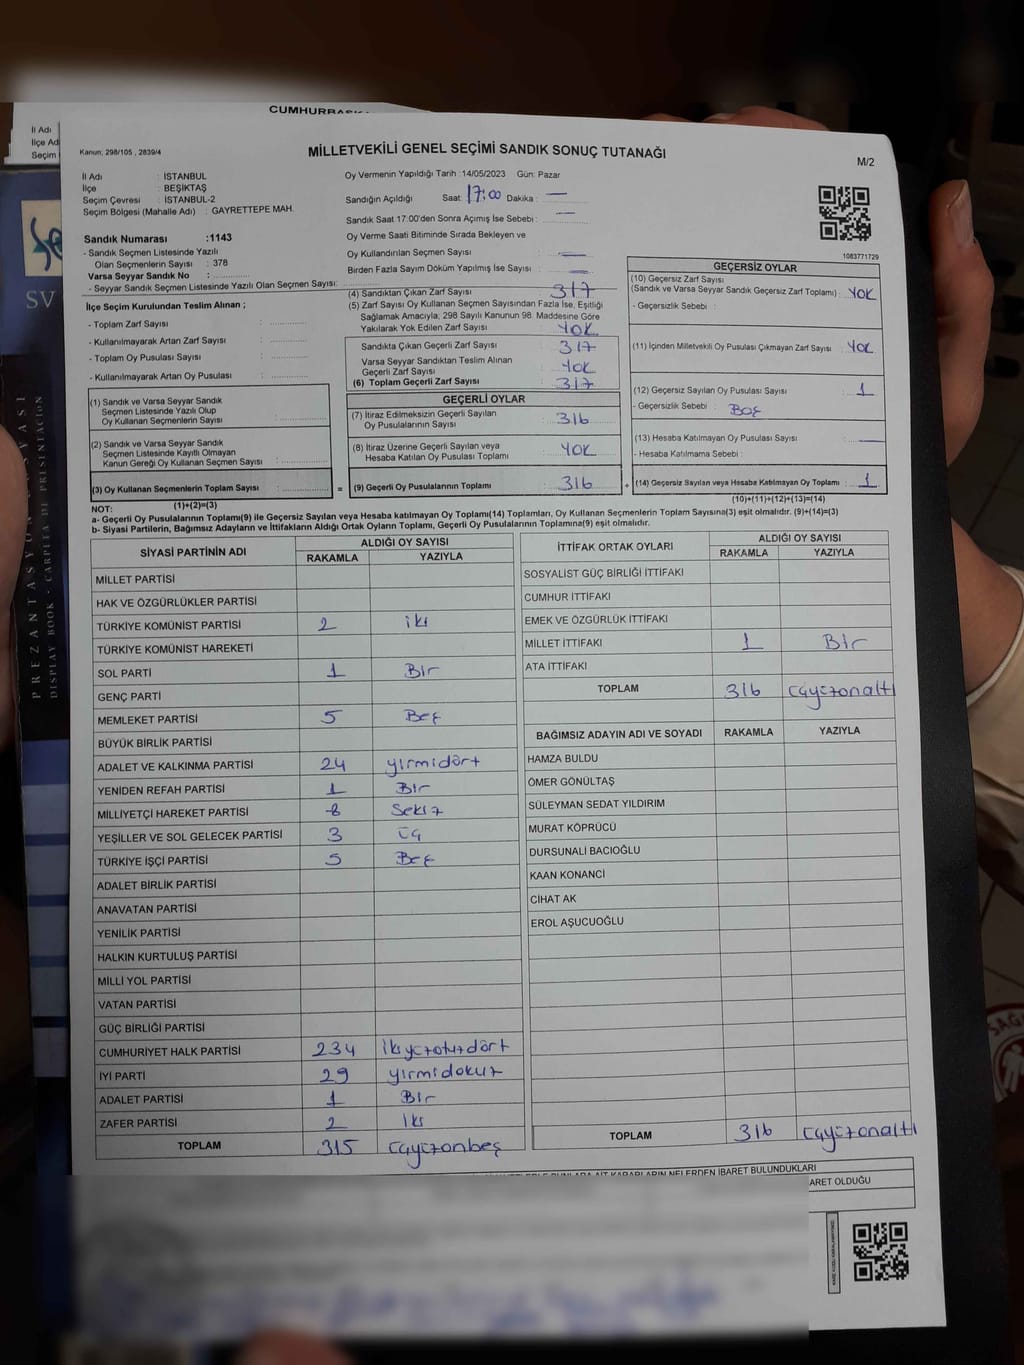 CUMHURBAŞK
İl Adı
İlçe Ad
Seçim
Kanun; 298/105 , 2839/4
MİLLETVEKİLİ GENEL SEÇİMİ SANDIK SONUÇ TUTANAĞI
M/2
İl Adı : İSTANBUL
İlçe : BEŞİKTAŞ
Seçim Çevresi : İSTANBUL-2
Seçim Bölgesi (Mahalle Adı) : GAYRETTEPE MAH.
Oy Vermenin Yapıldığı Tarih :14/05/2023 Gün: Pazar
Sandığın Açıldığı Saat: 17:00 Dakika: —
Sandık Saat 17:00'den Sonra Açımış İse Sebebi : —
Oy Verme Saati Bitiminde Sırada Bekleyen ve
Oy Kullandırılan Seçmen Sayısı : —
Birden Fazla Sayım Döküm Yapılmış İse Sayısı : —
Sandık Numarası :1143
- Sandık Seçmen Listesinde Yazılı
Olan Seçmenlerin Sayısı : 378
Varsa Seyyar Sandık No :
- Seyyar Sandık Seçmen Listesinde Yazılı Olan Seçmen Sayısı:
1083771729
İlçe Seçim Kurulundan Teslim Alınan ;
- Toplam Zarf Sayısı :
- Kullanılmayarak Artan Zarf Sayısı :
- Toplam Oy Pusulası Sayısı :
- Kullanılmayarak Artan Oy Pusulası :
(4) Sandıktan Çıkan Zarf Sayısı 317
(5) Zarf Sayısı Oy Kullanan Seçmen Sayısından Fazla İse, Eşitliği
Sağlamak Amacıyla; 298 Sayılı Kanunun 98. Maddesine Göre
Yakılarak Yok Edilen Zarf Sayısı : YOK
Sandıkta Çıkan Geçerli Zarf Sayısı : 317
Varsa Seyyar Sandıktan Teslim Alınan
Geçerli Zarf Sayısı : YOK
(6) Toplam Geçerli Zarf Sayısı : 317
GEÇERSİZ OYLAR
(10) Geçersiz Zarf Sayısı
(Sandık ve Varsa Seyyar Sandık Geçersiz Zarf Toplamı) : YOK
- Geçersizlik Sebebi :
(11) İçinden Milletvekili Oy Pusulası Çıkmayan Zarf Sayısı : YOK
(12) Geçersiz Sayılan Oy Pusulası Sayısı : 1
- Geçersizlik Sebebi : Boş
(13) Hesaba Katılmayan Oy Pusulası Sayısı : —
- Hesaba Katılmama Sebebi :
(14) Geçersiz Sayılan veya Hesaba Katılmayan Oy Toplamı : 1
(10)+(11)+(12)+(13)=(14)
(1) Sandık ve Varsa Seyyar Sandık
Seçmen Listesinde Yazılı Olup
Oy Kullanan Seçmenlerin Sayısı :
(2) Sandık ve Varsa Seyyar Sandık
Seçmen Listesinde Kayıtlı Olmayan
Kanun Gereği Oy Kullanan Seçmen Sayısı :
(3) Oy Kullanan Seçmenlerin Toplam Sayısı :
(1)+(2)=(3)
GEÇERLİ OYLAR
(7) İtiraz Edilmeksizin Geçerli Sayılan
Oy Pusulalarının Sayısı : 316
(8) İtiraz Üzerine Geçerli Sayılan veya
Hesaba Katılan Oy Pusulası Toplamı : YOK
= (9) Geçerli Oy Pusulalarının Toplamı : 316 +
NOT:
a- Geçerli Oy Pusulalarının Toplamı(9) ile Geçersiz Sayılan veya Hesaba katılmayan Oy Toplamı(14) Toplamları, Oy Kullanan Seçmenlerin Toplam Sayısına(3) eşit olmalıdır. (9)+(14)=(3)
b- Siyasi Partilerin, Bağımsız Adayların ve İttifakların Aldığı Ortak Oyların Toplamı, Geçerli Oy Pusulalarının Toplamına(9) eşit olmalıdır.
SİYASİ PARTİNİN ADI ALDIĞI OY SAYISI
RAKAMLA YAZIYLA
MİLLET PARTİSİ
HAK VE ÖZGÜRLÜKLER PARTİSİ
TÜRKİYE KOMÜNİST PARTİSİ 2 iki
TÜRKİYE KOMÜNİST HAREKETİ
SOL PARTİ 1 Bir
GENÇ PARTİ
MEMLEKET PARTİSİ 5 Beş
BÜYÜK BİRLİK PARTİSİ
ADALET VE KALKINMA PARTİSİ 24 yirmidört
YENİDEN REFAH PARTİSİ 1 Bir
MİLLİYETÇİ HAREKET PARTİSİ 8 Sekiz
YEŞİLLER VE SOL GELECEK PARTİSİ 3 Üç
TÜRKİYE İŞÇİ PARTİSİ 5 Beş
ADALET BİRLİK PARTİSİ
ANAVATAN PARTİSİ
YENİLİK PARTİSİ
HALKIN KURTULUŞ PARTİSİ
MİLLİ YOL PARTİSİ
VATAN PARTİSİ
GÜÇ BİRLİĞİ PARTİSİ
CUMHURİYET HALK PARTİSİ 234 ikiyüzotuzdört
İYİ PARTİ 29 yirmidokuz
ADALET PARTİSİ 1 Bir
ZAFER PARTİSİ 2 iki
TOPLAM 315 üçyüzonbeş
İTTİFAK ORTAK OYLARI ALDIĞI OY SAYISI
RAKAMLA YAZIYLA
SOSYALİST GÜÇ BİRLİĞİ İTTİFAKI
CUMHUR İTTİFAKI
EMEK VE ÖZGÜRLÜK İTTİFAKI
MİLLET İTTİFAKI 1 Bir
ATA İTTİFAKI
TOPLAM 316 üçyüzonaltı
BAĞIMSIZ ADAYIN ADI VE SOYADI RAKAMLA YAZIYLA
HAMZA BULDU
ÖMER GÖNÜLTAŞ
SÜLEYMAN SEDAT YILDIRIM
MURAT KÖPRÜCÜ
DURSUNALİ BACIOĞLU
KAAN KONANCİ
CİHAT AK
EROL AŞUCUOĞLU
TOPLAM 316 üçyüzonaltı
BUNLARA AİT KARARLARIN NELERDEN İBARET BULUNDUKLARI
ARET OLDUĞU
SV
PREZANTASYON
DISPLAY BOOK · CARPETA DE PRESENTACION